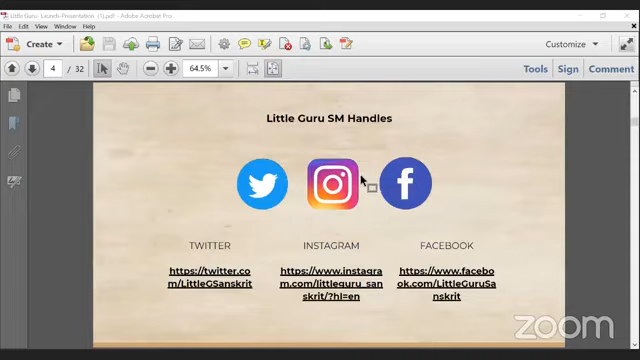 Little Guru- Launch-Presentation (1).pdf - Adobe Acrobat Pro
File Edit View Window Help
Create
Customize
4 / 32
64.5%
Tools Sign Comment
Little Guru SM Handles
TWITTER INSTAGRAM FACEBOOK
https://twitter.co https://www.instagra https://www.facebo
m/LittleGSanskrit m.com/littleguru_san ok.com/LittleGuruSa
skrit/?hl=en nskrit
zoom